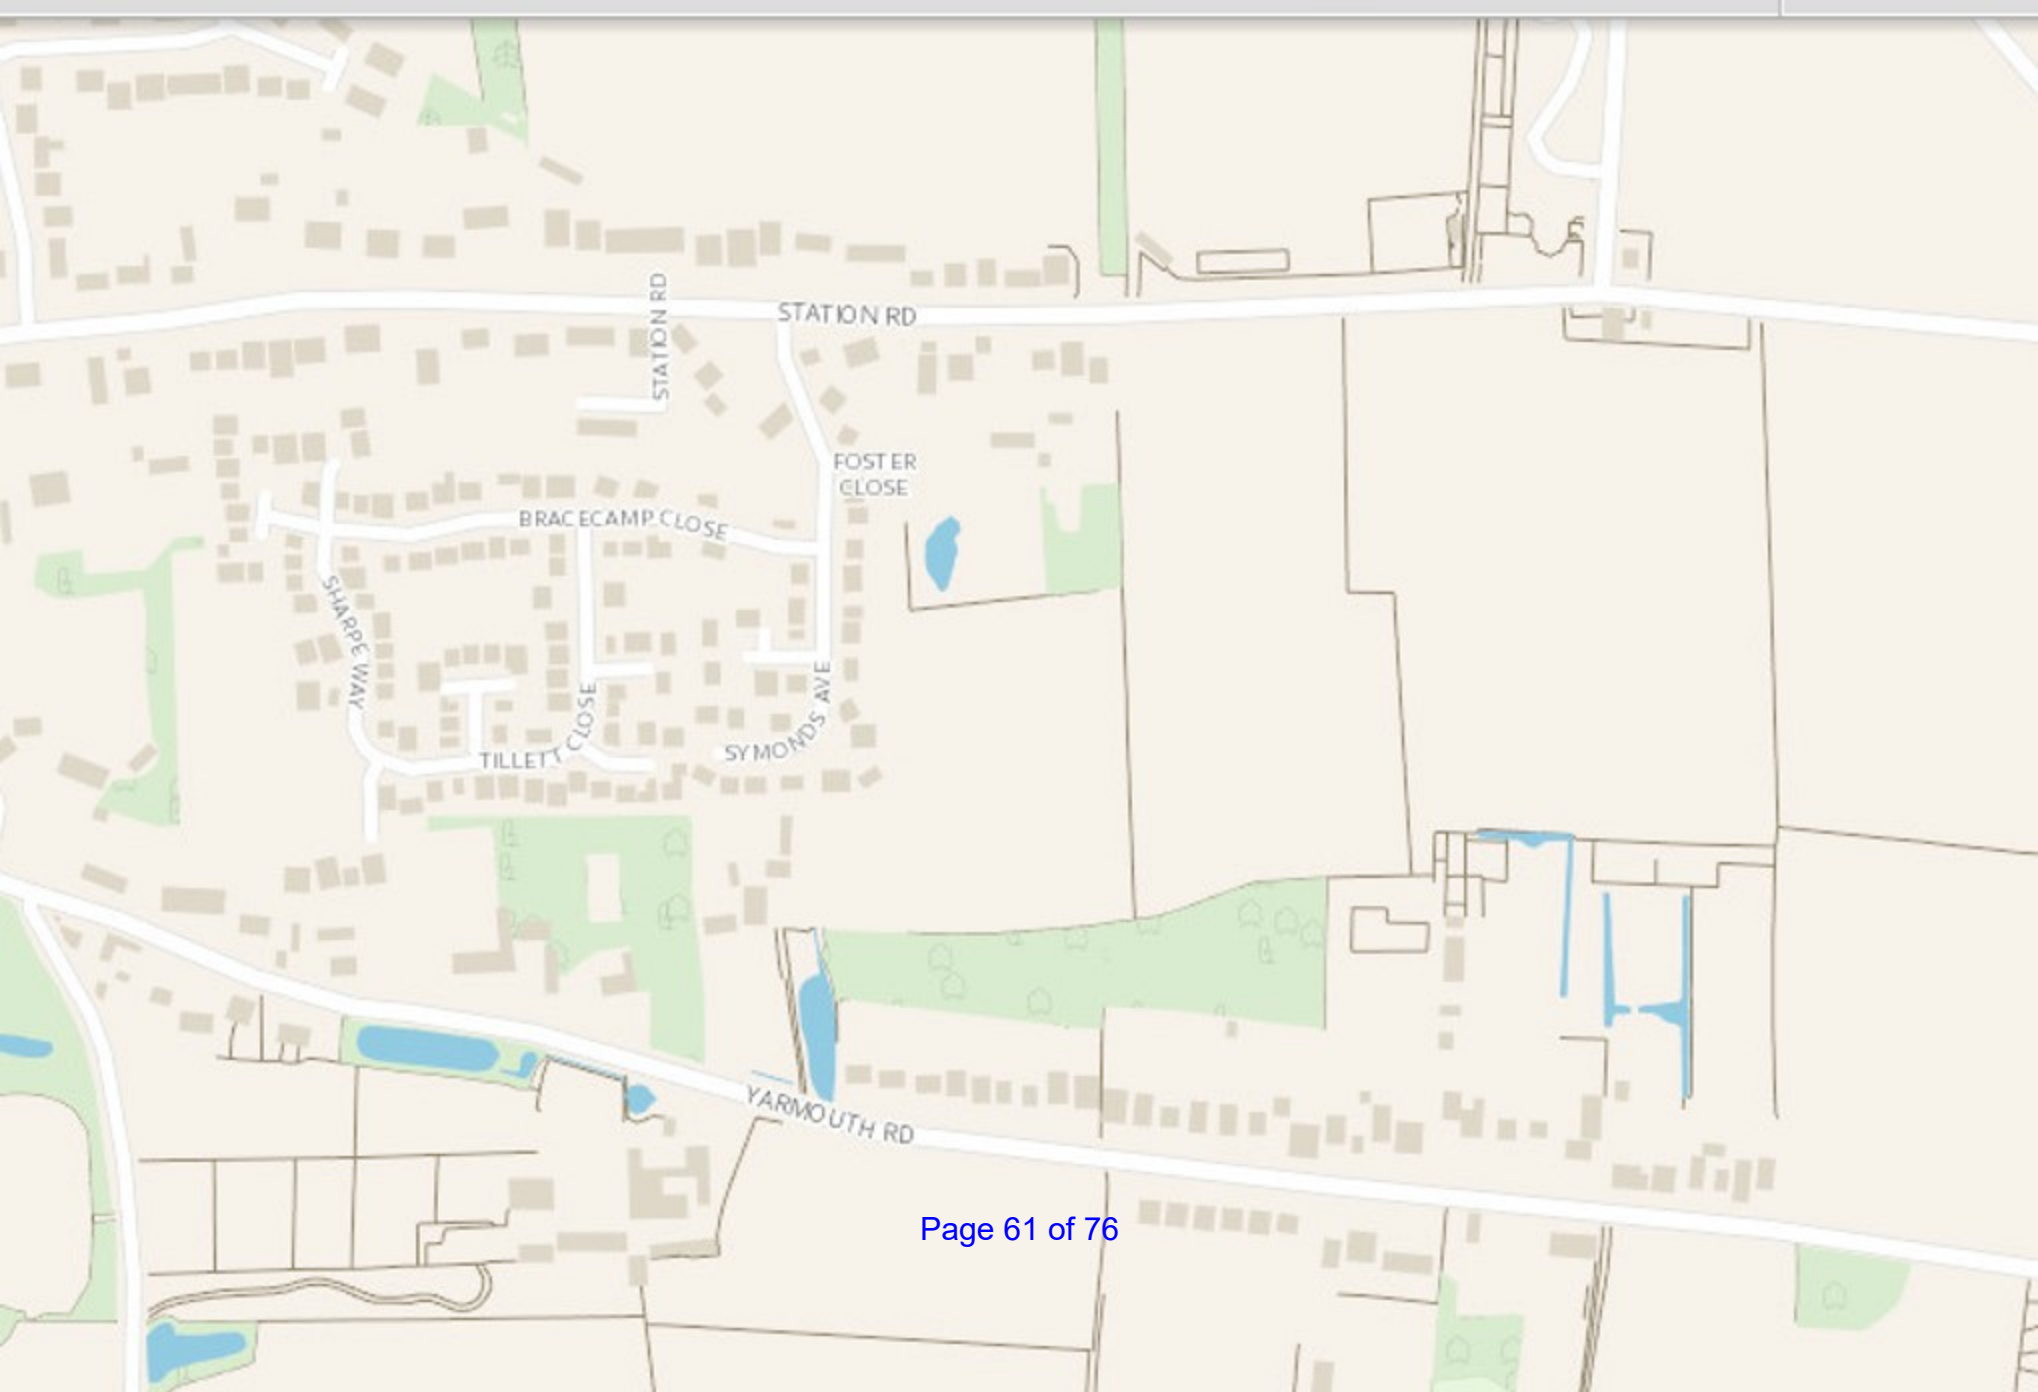 STATION RD
STATION RD
FOSTER
CLOSE
BRACECAMP CLOSE
SHARPE WAY
TILLETT CLOSE
SYMONDS AVE
YARMOUTH RD
Page 61 of 76